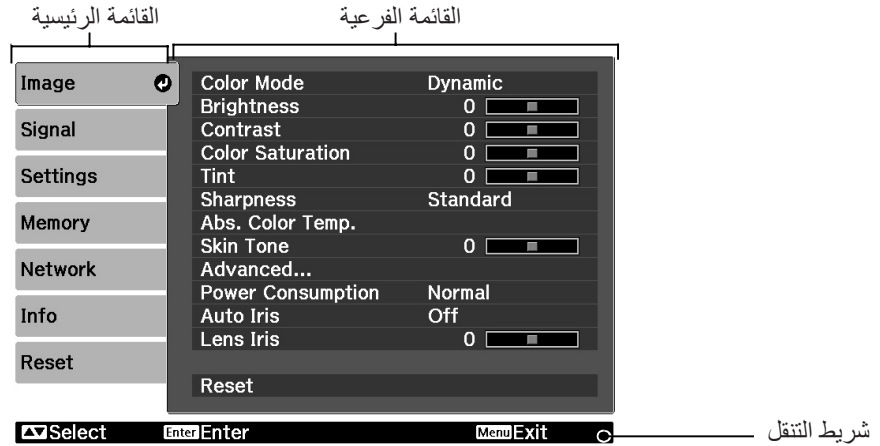 القائمة الرئيسية
القائمة الفرعية
Image
Signal
Settings
Memory
Network
Info
Reset
Color Mode Dynamic
Brightness 0
Contrast 0
Color Saturation 0
Tint 0
Sharpness Standard
Abs. Color Temp.
Skin Tone 0
Advanced...
Power Consumption Normal
Auto Iris Off
Lens Iris 0
Reset
Select Enter Enter Menu Exit
شريط التنقل